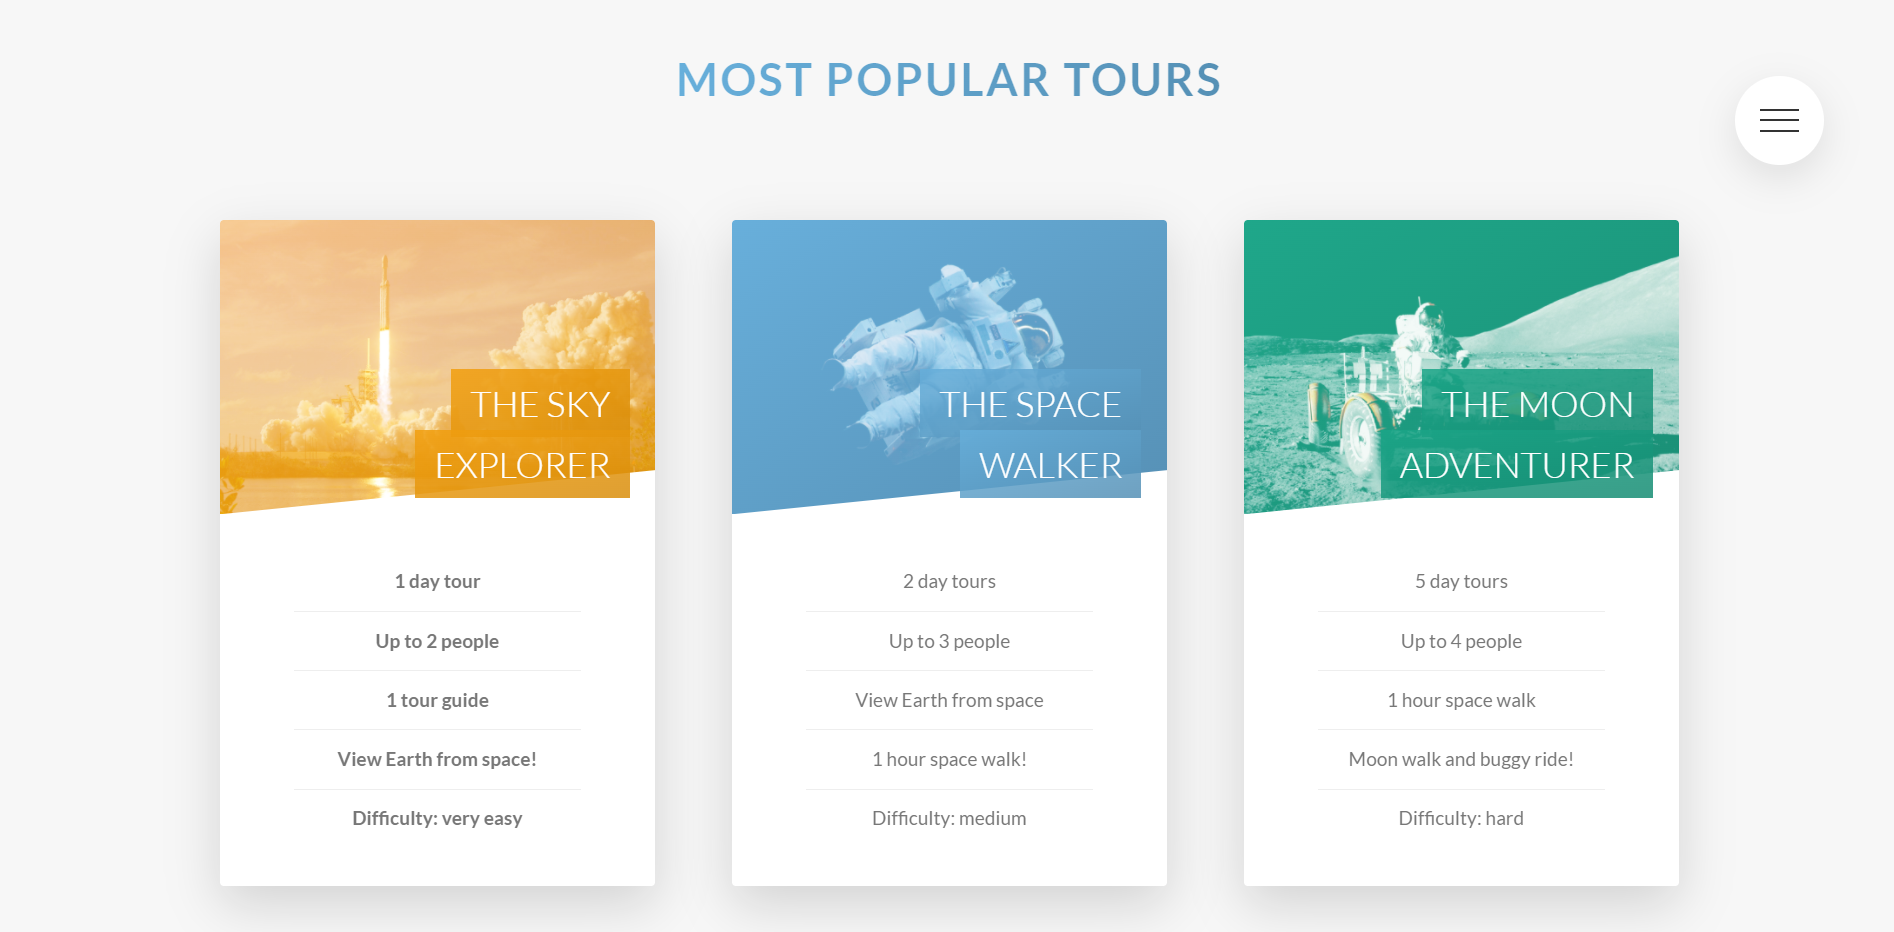 MOST POPULAR TOURS
THE SKY
EXPLORER
1 day tour
Up to 2 people
1 tour guide
View Earth from space!
Difficulty: very easy
THE SPACE
WALKER
2 day tours
Up to 3 people
View Earth from space
1 hour space walk!
Difficulty: medium
THE MOON
ADVENTURER
5 day tours
Up to 4 people
1 hour space walk
Moon walk and buggy ride!
Difficulty: hard